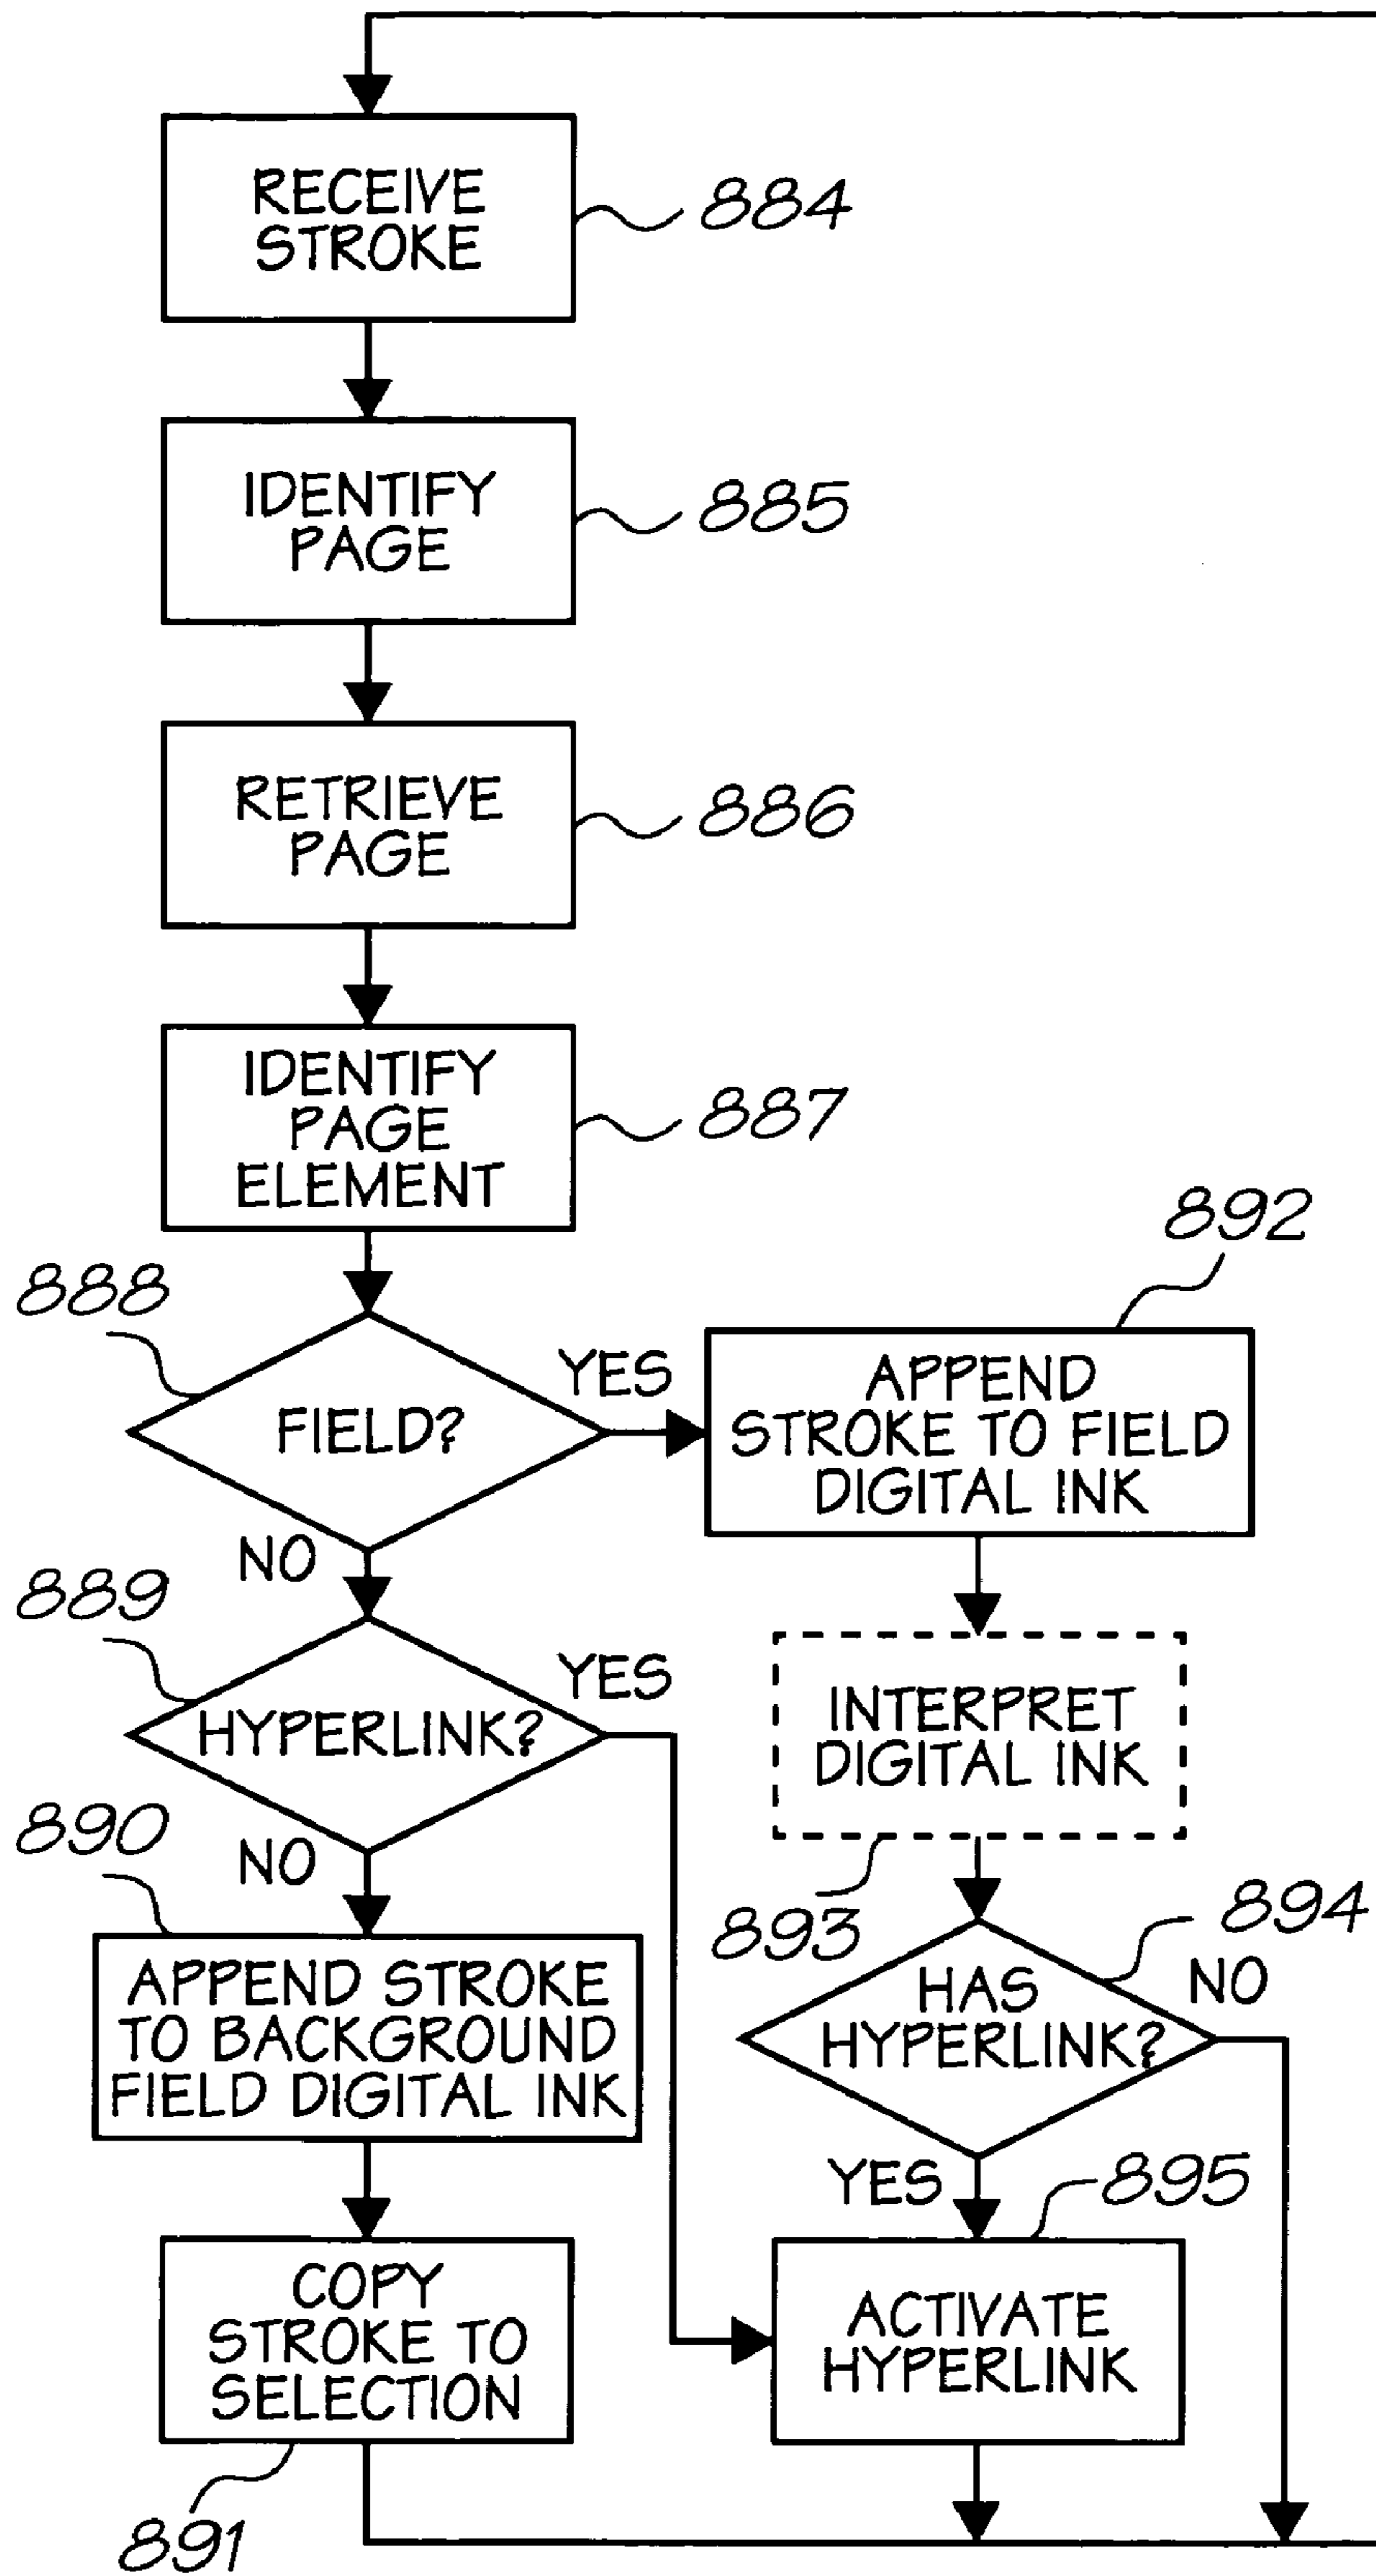 RECEIVE
STROKE
884
IDENTIFY
PAGE
885
RETRIEVE
PAGE
886
IDENTIFY
PAGE
ELEMENT
887
888
FIELD?
YES
NO
892
APPEND
STROKE TO FIELD
DIGITAL INK
889
HYPERLINK?
YES
NO
INTERPRET
DIGITAL INK
893
890
APPEND STROKE
TO BACKGROUND
FIELD DIGITAL INK
894
HAS
HYPERLINK?
NO
YES
895
COPY
STROKE TO
SELECTION
891
ACTIVATE
HYPERLINK